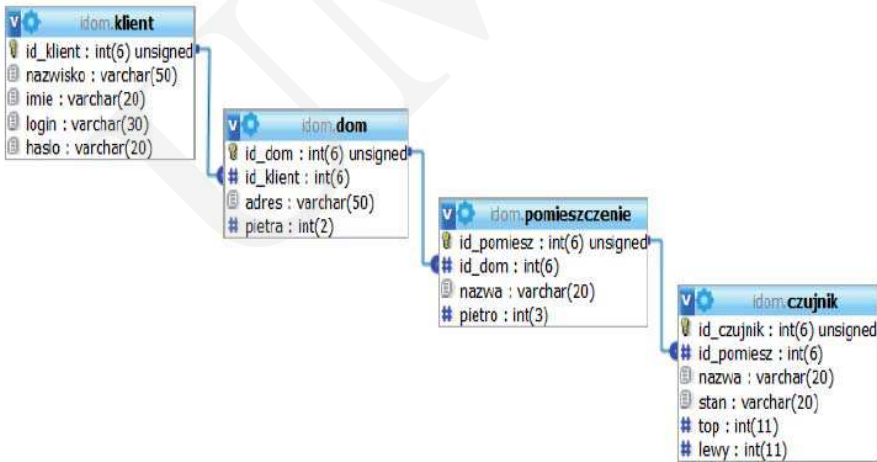 idom.klient
id_klient : int(6) unsigned
nazwisko : varchar(50)
imie : varchar(20)
login : varchar(30)
haslo : varchar(20)
idom.dom
id_dom : int(6) unsigned
id_klient : int(6)
adres : varchar(50)
pietra : int(2)
idom.pomieszczenie
id_pomiesz : int(6) unsigned
id_dom : int(6)
nazwa : varchar(20)
pietro : int(3)
idom.czujnik
id_czujnik : int(6) unsigned
id_pomiesz : int(6)
nazwa : varchar(20)
stan : varchar(20)
top : int(11)
lewy : int(11)